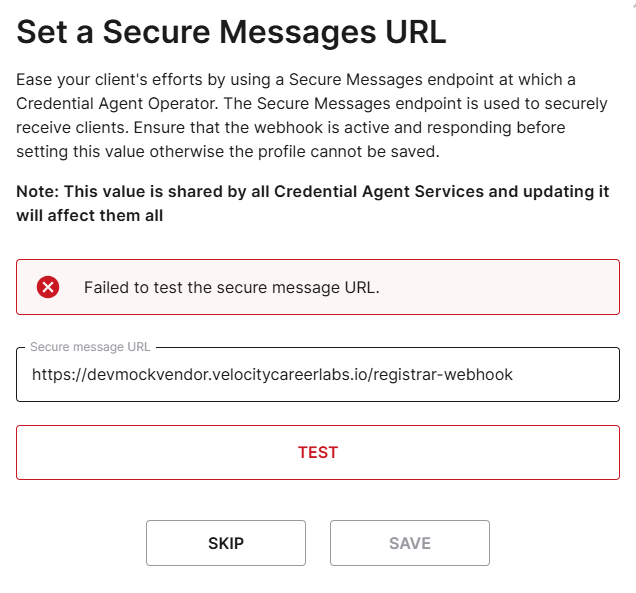 Set a Secure Messages URL
Ease your client's efforts by using a Secure Messages endpoint at which a
Credential Agent Operator. The Secure Messages endpoint is used to securely
receive clients. Ensure that the webhook is active and responding before
setting this value otherwise the profile cannot be saved.
Note: This value is shared by all Credential Agent Services and updating it
will affect them all
Failed to test the secure message URL.
Secure message URL
https://devmockvendor.velocitycareerlabs.io/registrar-webhook
TEST
SKIP
SAVE